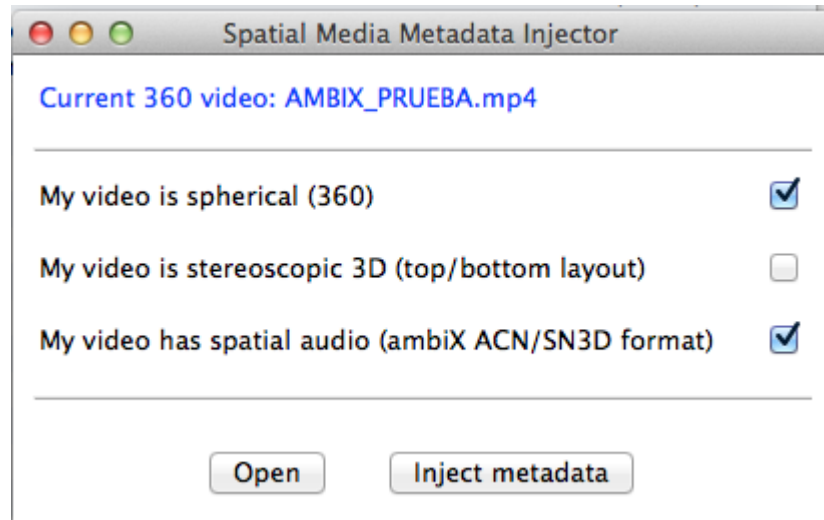 Spatial Media Metadata Injector
Current 360 video: AMBIX_PRUEBA.mp4
My video is spherical (360)
My video is stereoscopic 3D (top/bottom layout)
My video has spatial audio (ambiX ACN/SN3D format)
Open Inject metadata